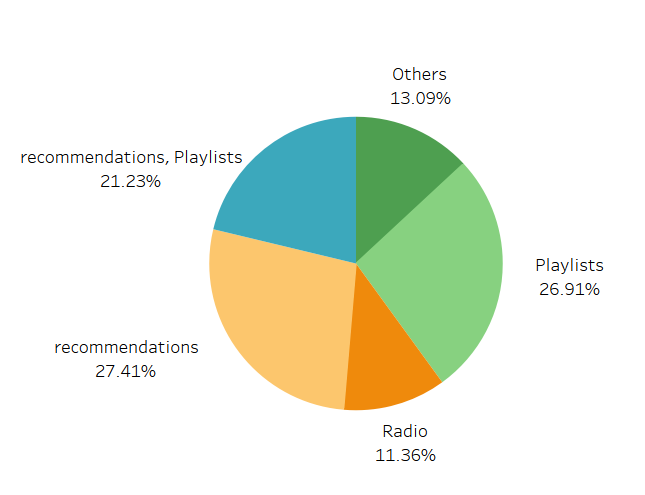 Others
13.09%
recommendations, Playlists
21.23%
Playlists
26.91%
recommendations
27.41%
Radio
11.36%